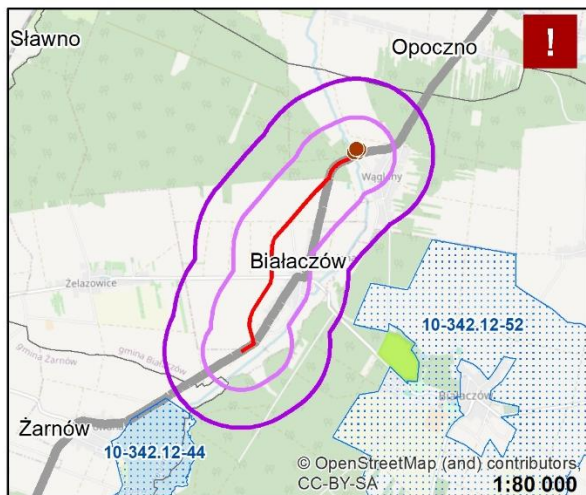 Sławno
Opoczno
!
Wąglany
Białaczów
Żelazowice
gmina Żarnów
gmina Białaczów
10-342.12-52
Białaczów
Żarnów
10-342.12-44
© OpenStreetMap (and) contributors,
CC-BY-SA
1:80 000